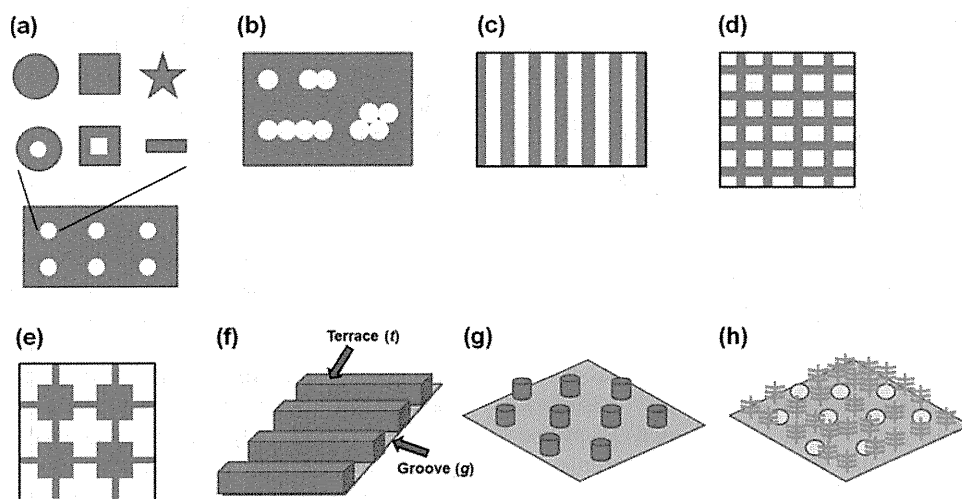 (a)
(b)
(c)
(d)
(e)
(f)
Terrace (t)
Groove (g)
(g)
(h)